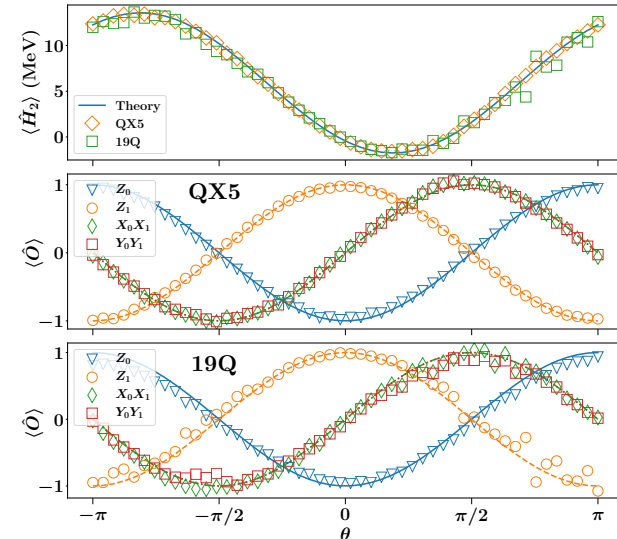 ⟨Ĥ₂⟩ (MeV)
10
5
0
Theory
QX5
19Q
QX5
⟨Ô⟩
1
0
−1
Z₀
Z₁
X₀X₁
Y₀Y₁
19Q
⟨Ô⟩
1
0
−1
Z₀
Z₁
X₀X₁
Y₀Y₁
−π
−π/2
0
π/2
π
θ